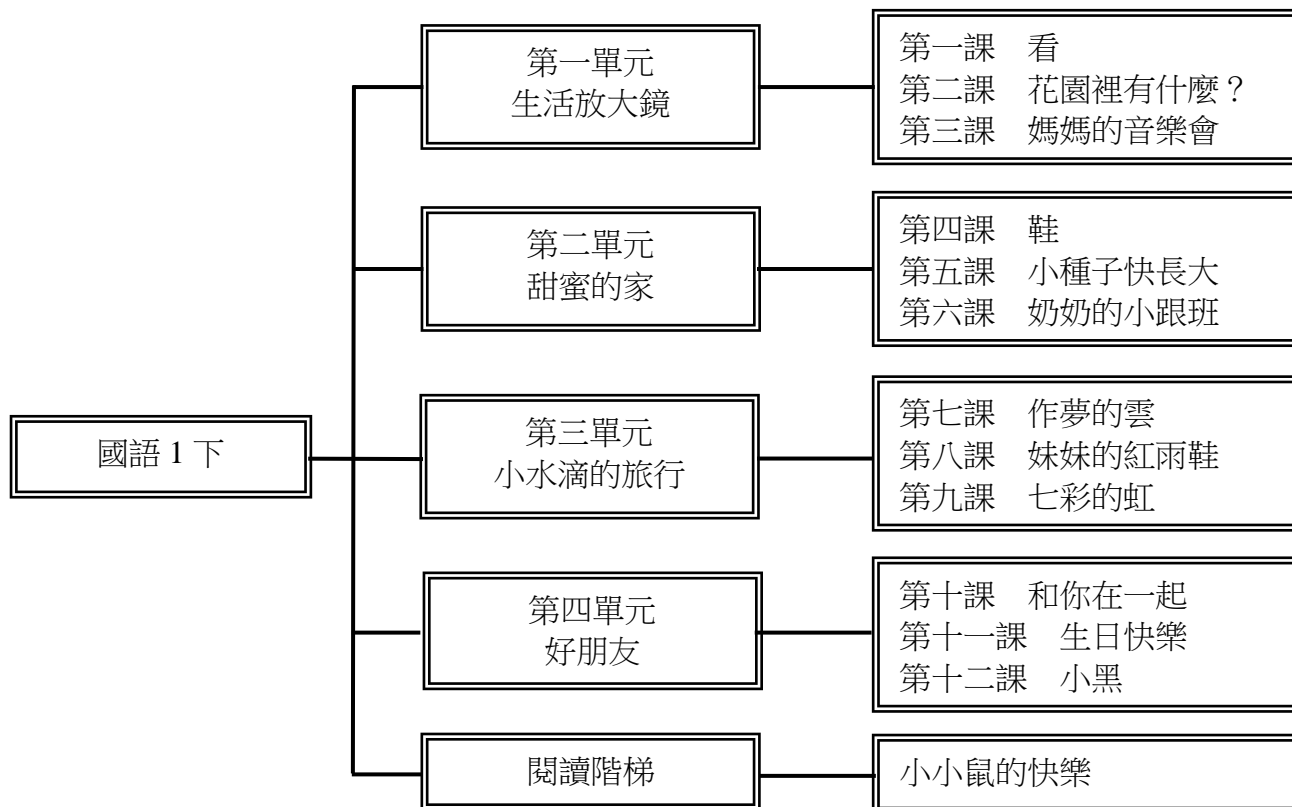 國語 1 下
第一單元
生活放大鏡
第一課　看
第二課　花園裡有什麼？
第三課　媽媽的音樂會
第二單元
甜蜜的家
第四課　鞋
第五課　小種子快長大
第六課　奶奶的小跟班
第三單元
小水滴的旅行
第七課　作夢的雲
第八課　妹妹的紅雨鞋
第九課　七彩的虹
第四單元
好朋友
第十課　和你在一起
第十一課　生日快樂
第十二課　小黑
閱讀階梯
小小鼠的快樂